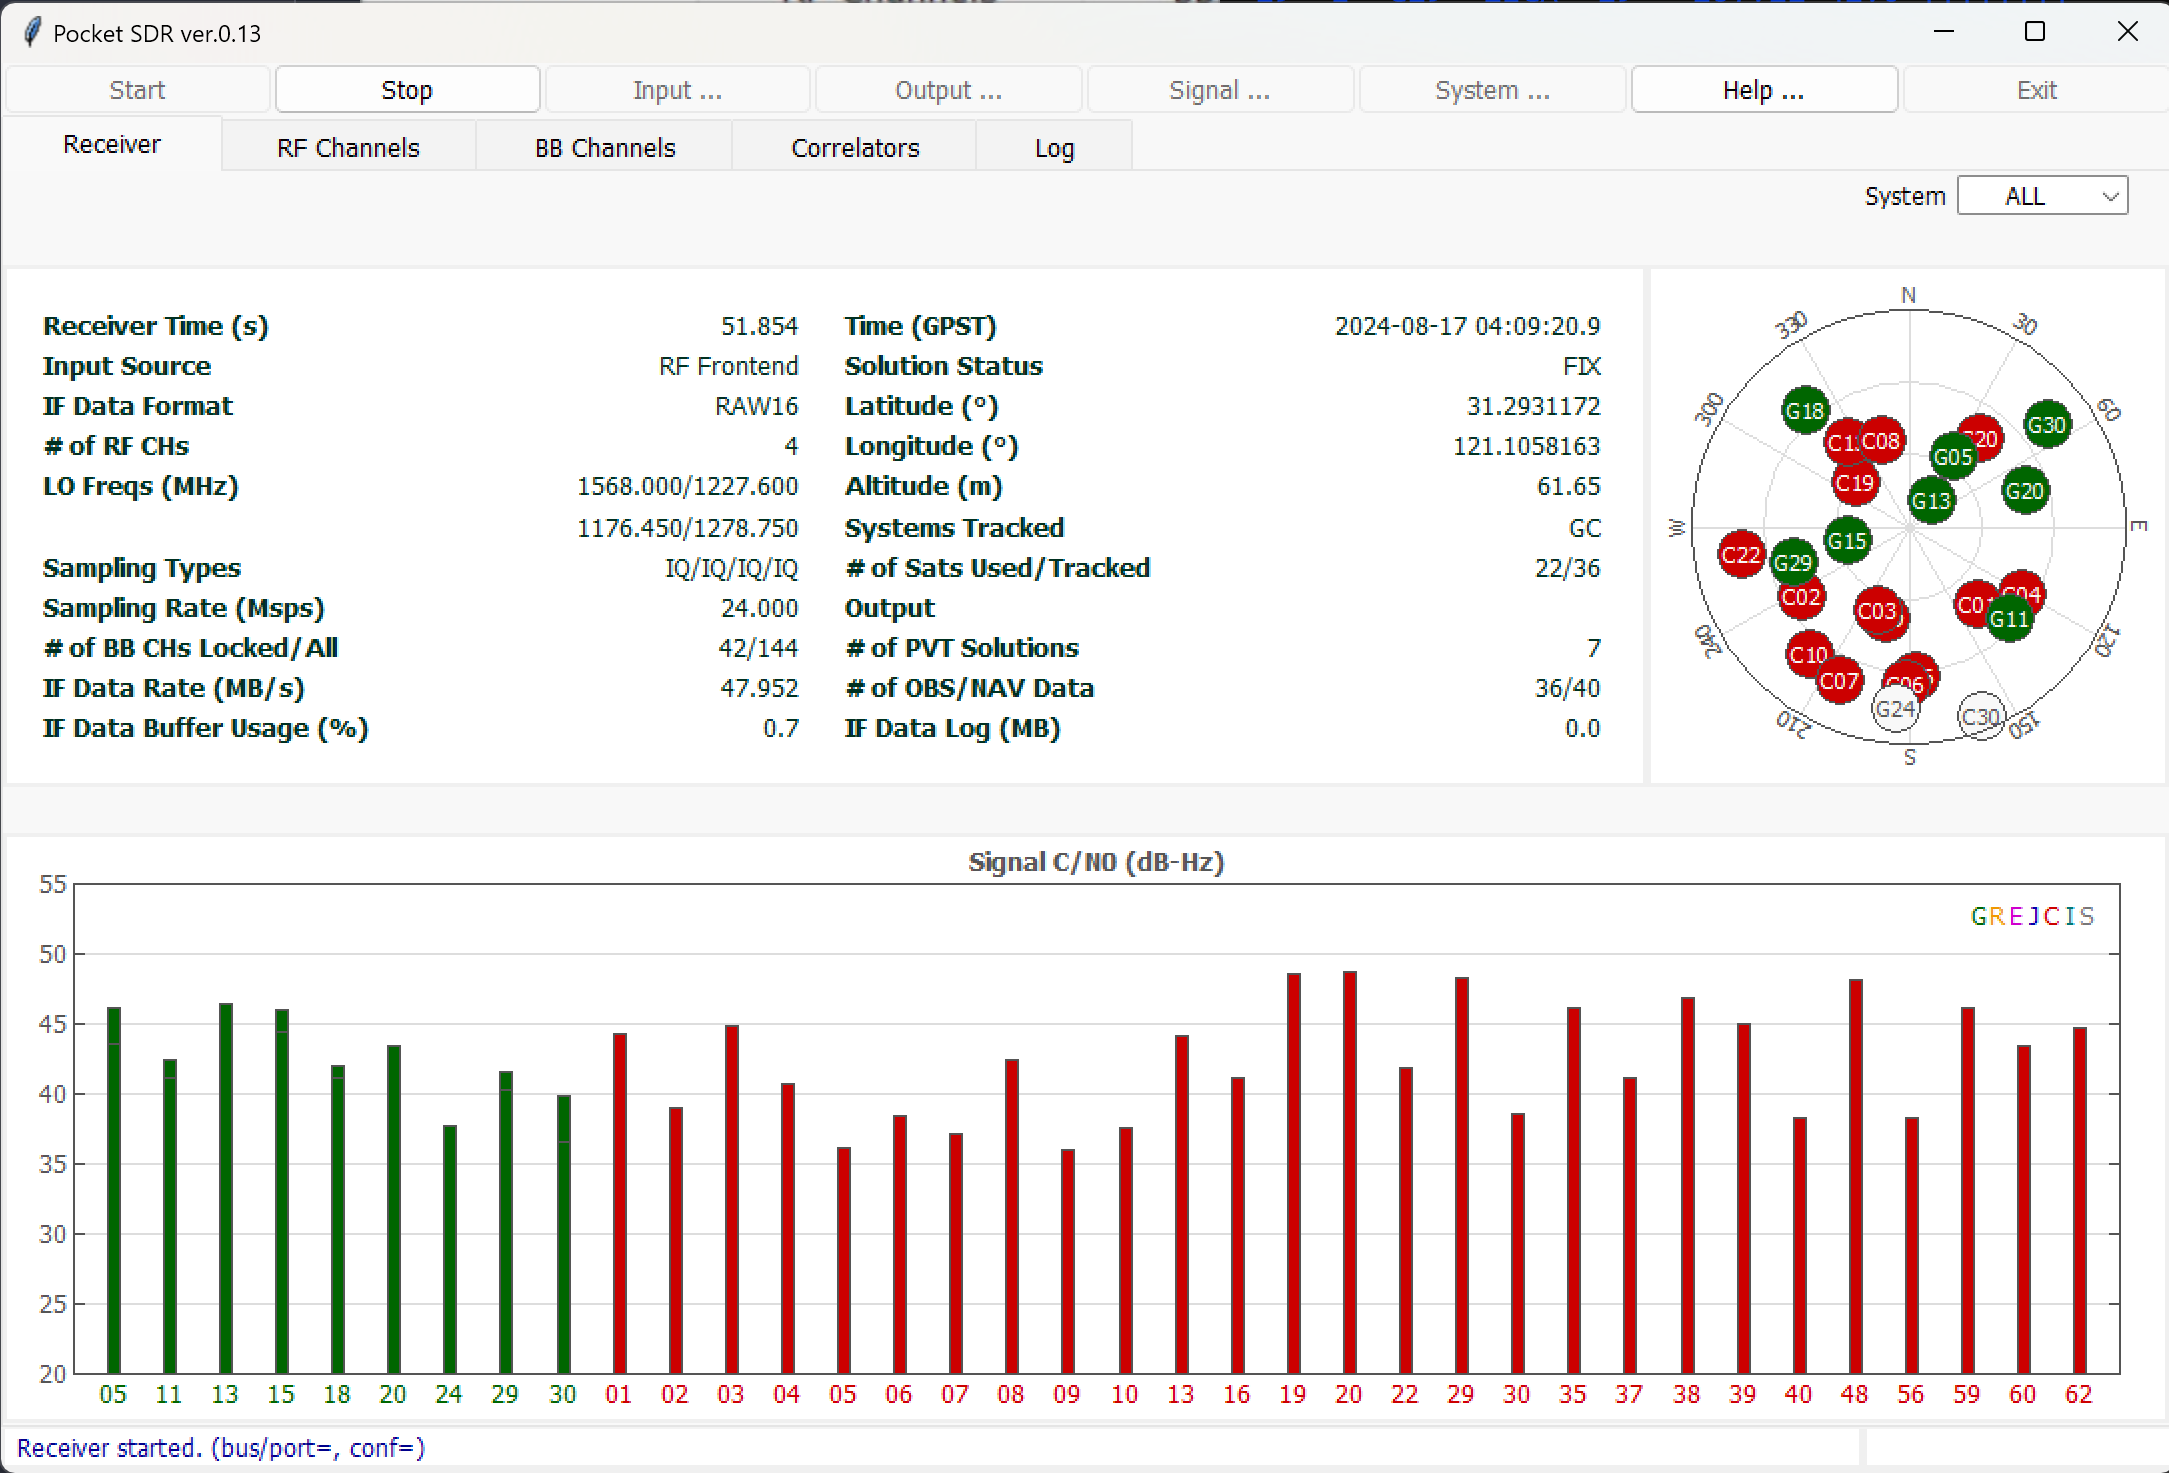 Pocket SDR ver.0.13
Start Stop Input ... Output ... Signal ... System ... Help ... Exit
Receiver RF Channels BB Channels Correlators Log
System ALL
Receiver Time (s) 51.854 Time (GPST) 2024-08-17 04:09:20.9
Input Source RF Frontend Solution Status FIX
IF Data Format RAW16 Latitude (°) 31.2931172
# of RF CHs 4 Longitude (°) 121.1058163
LO Freqs (MHz) 1568.000/1227.600 Altitude (m) 61.65
1176.450/1278.750 Systems Tracked GC
Sampling Types IQ/IQ/IQ/IQ # of Sats Used/Tracked 22/36
Sampling Rate (Msps) 24.000 Output
# of BB CHs Locked/All 42/144 # of PVT Solutions 7
IF Data Rate (MB/s) 47.952 # of OBS/NAV Data 36/40
IF Data Buffer Usage (%) 0.7 IF Data Log (MB) 0.0
N
330 30
300 60
G18 G30
C08 G05
C19 G13 G20
W E
G15
C22 G29
C02 C03 G11
240 120
C10 C07
G24 C30
210 150
S
Signal C/N0 (dB-Hz)
GREJCIS
55
50
45
40
35
30
25
20
05 11 13 15 18 20 24 29 30 01 02 03 04 05 06 07 08 09 10 13 16 19 20 22 29 30 35 37 38 39 40 48 56 59 60 62
Receiver started. (bus/port=, conf=)